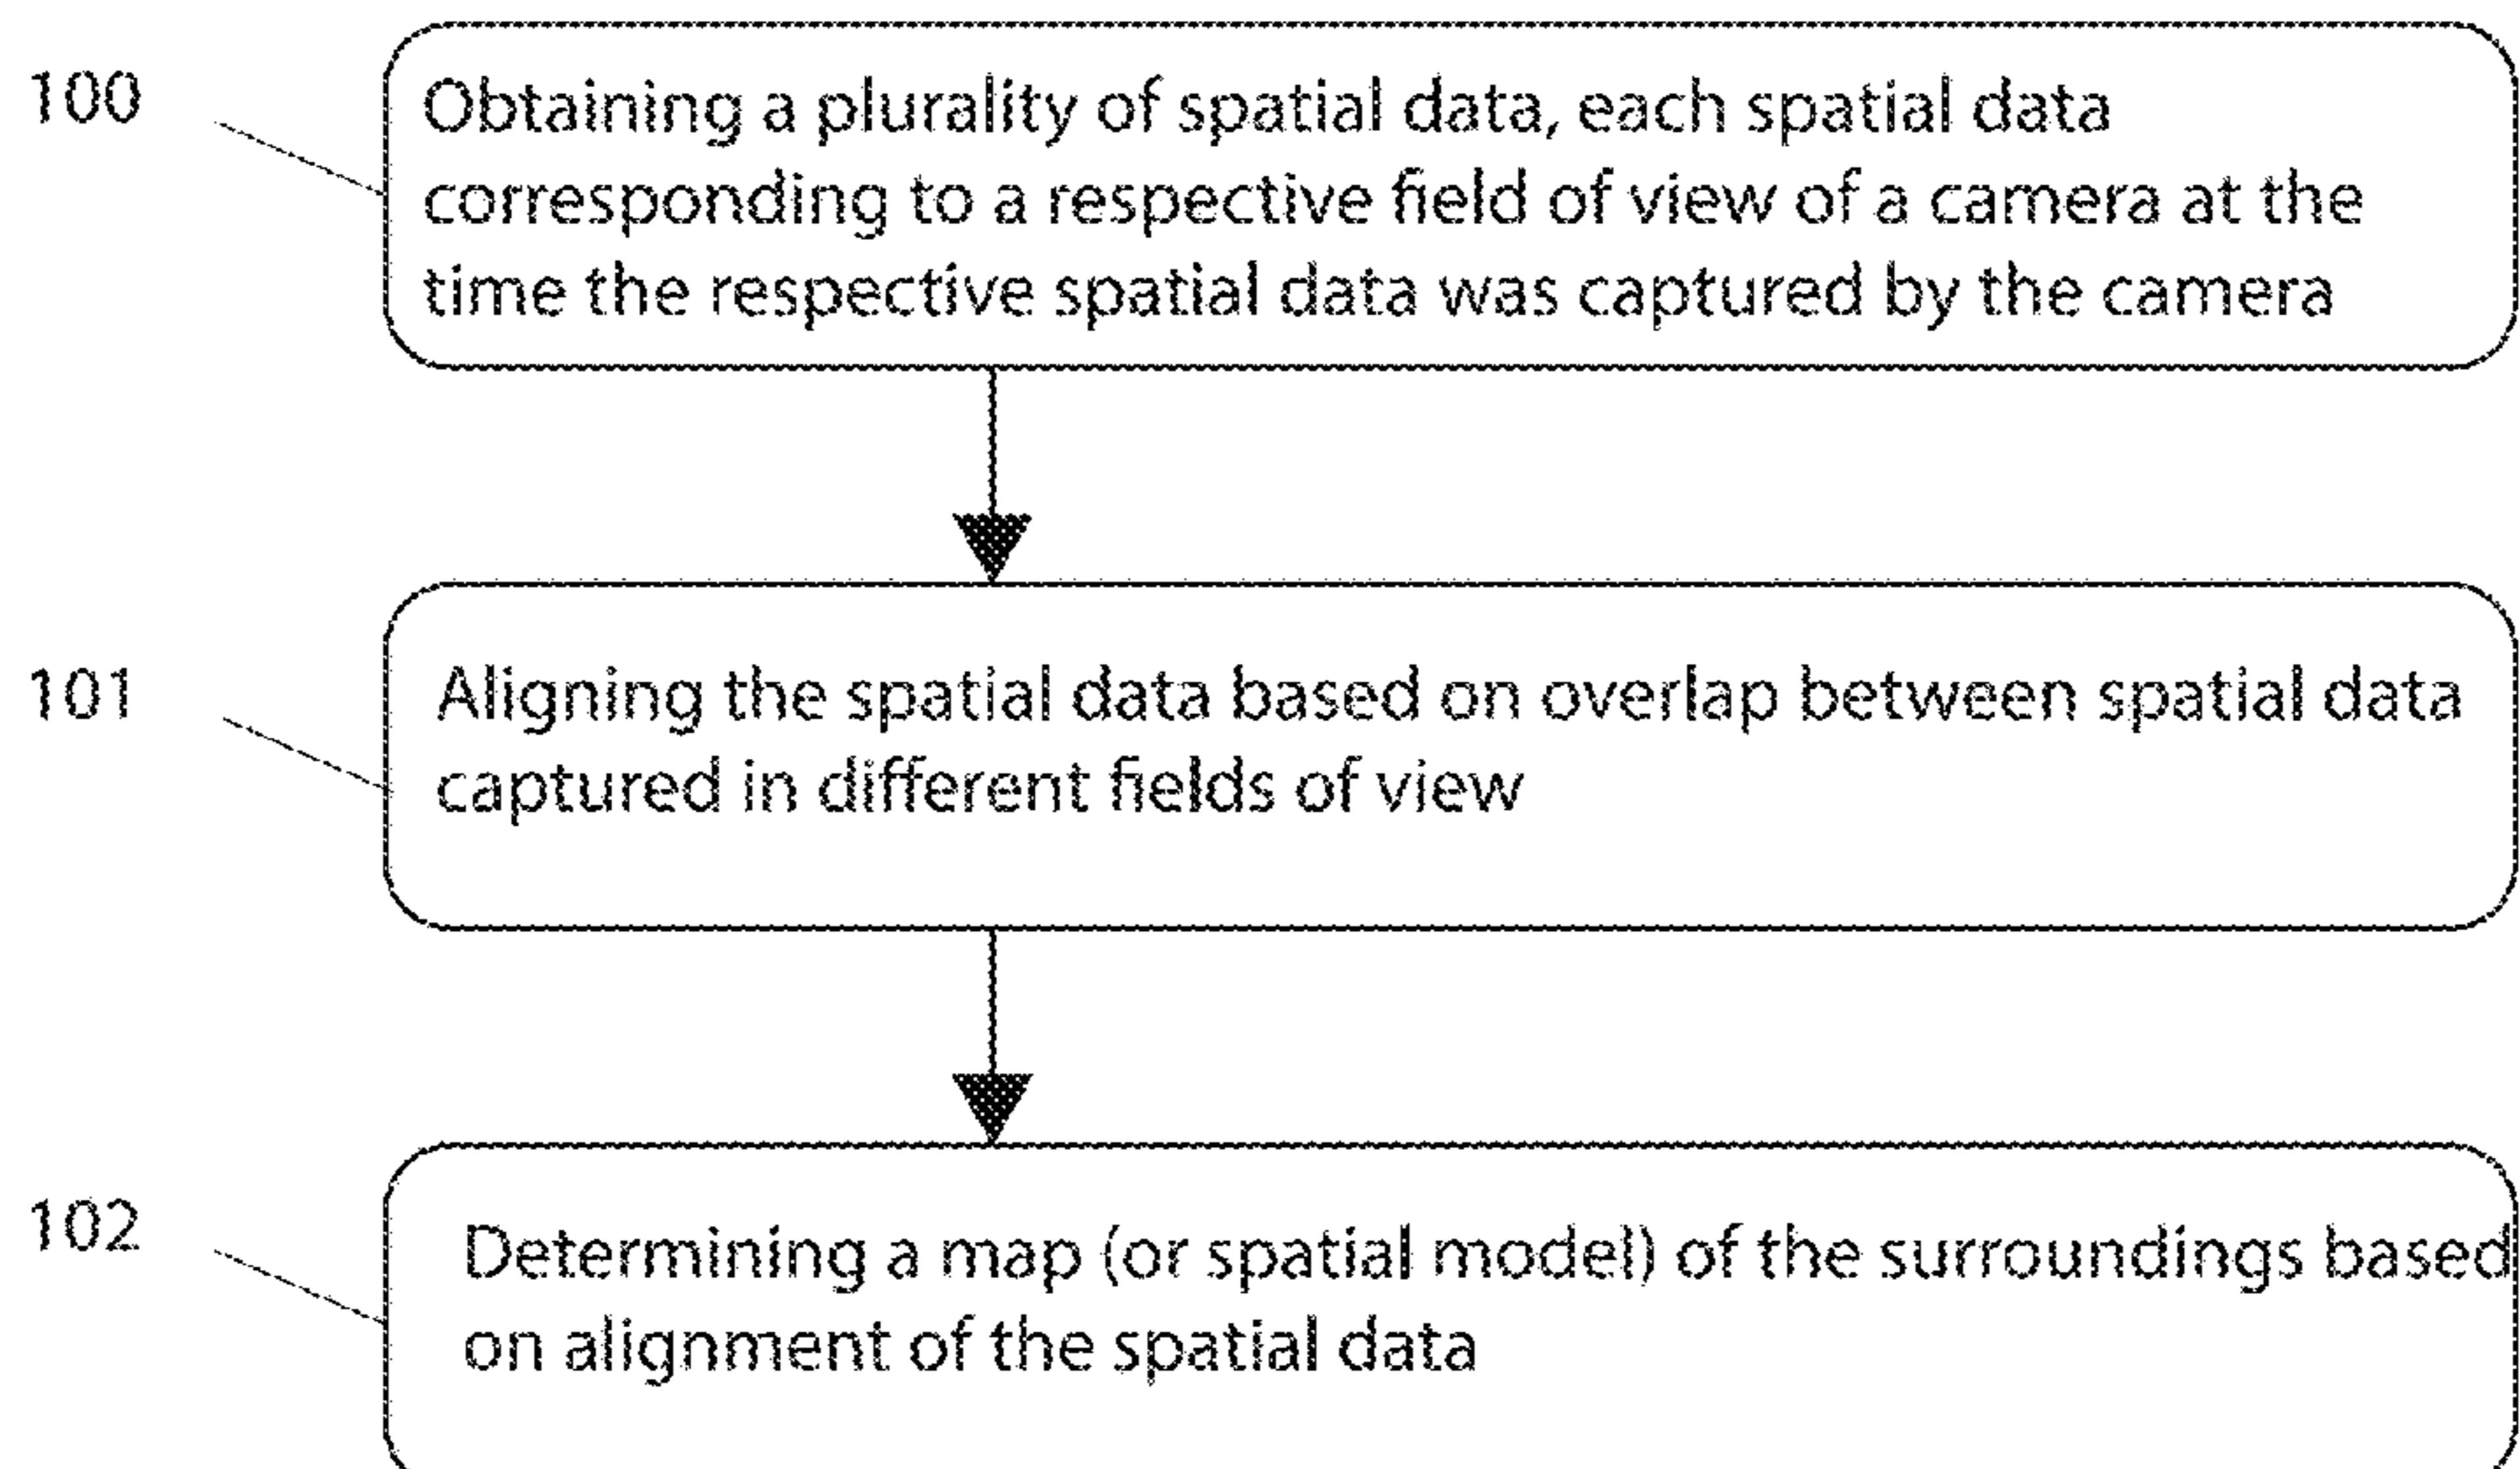 100
Obtaining a plurality of spatial data, each spatial data
corresponding to a respective field of view of a camera at the
time the respective spatial data was captured by the camera
101
Aligning the spatial data based on overlap between spatial data
captured in different fields of view
102
Determining a map (or spatial model) of the surroundings based
on alignment of the spatial data